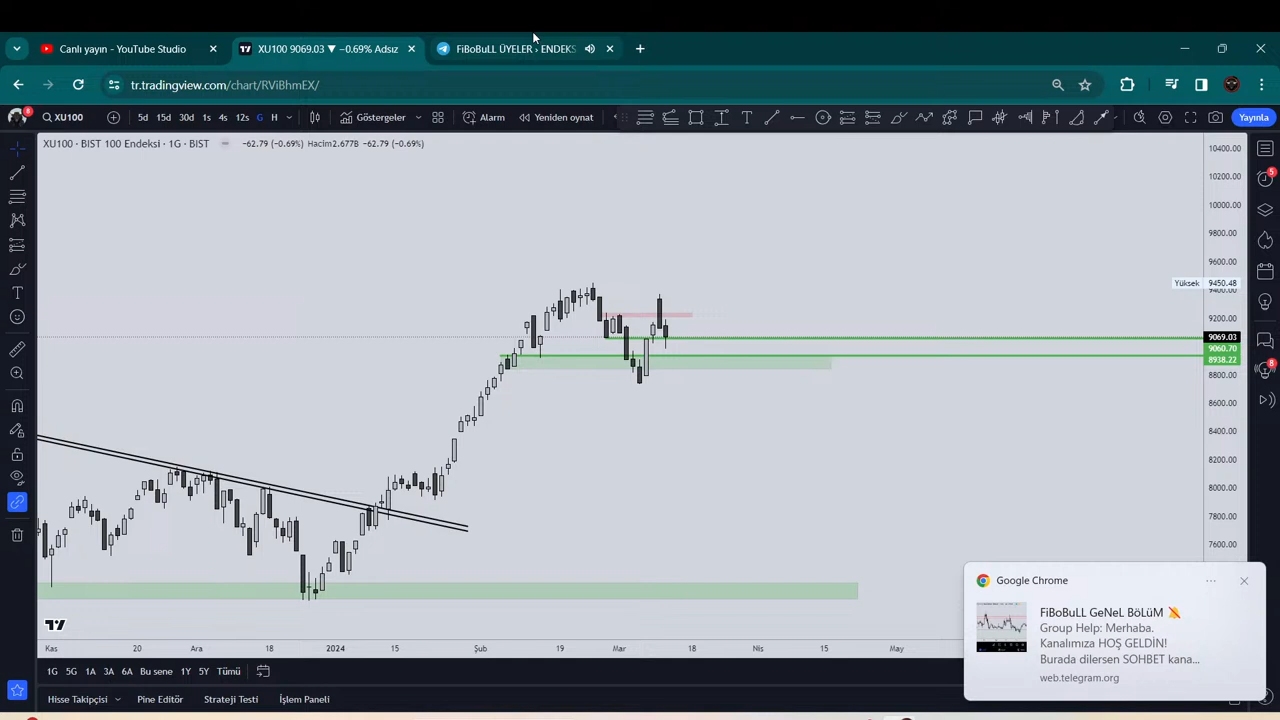 Canlı yayın - YouTube Studio
XU100 9069.03 ▼ −0.69% Adsız
FiBoBuLL ÜYELER › ENDEKS
tr.tradingview.com/chart/RViBhmEX/
8
XU100
5d 15d 30d 1s 4s 12s G H
Göstergeler
Alarm
Yeniden oynat
Yayınla
XU100 · BIST 100 Endeksi · 1G · BIST
−62.79 (−0.69%) Hacim2.677B −62.79 (−0.69%)
10400.00
10200.00
10000.00
9800.00
9600.00
Yüksek 9450.48
9400.00
9200.00
9069.03
9060.70
8938.22
8800.00
8600.00
8400.00
8200.00
8000.00
7800.00
7600.00
5
8
Kas 20 Ara 18 2024 15 Şub 19 Mar 18 Nis 15 May
1G 5G 1A 3A 6A Bu sene 1Y 5Y Tümü
Hisse Takipçisi Pine Editör Strateji Testi İşlem Paneli
Google Chrome
FiBoBuLL GeNeL BöLüM
Group Help: Merhaba.
Kanalımıza HOŞ GELDİN!
Burada dilersen SOHBET kana...
web.telegram.org